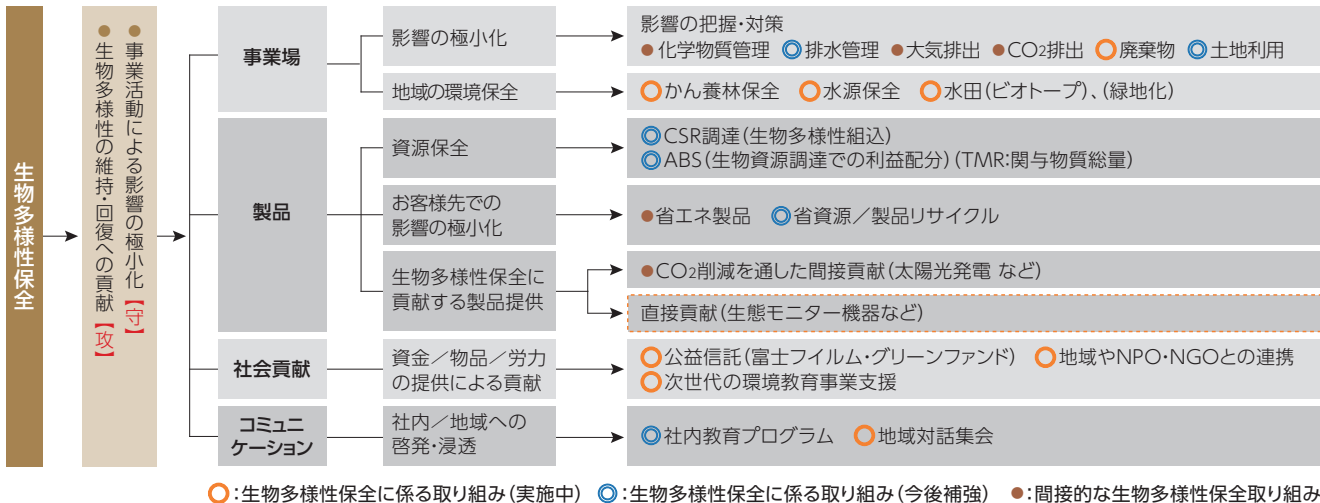 生物多様性保全
●事業活動による影響の極小化【守】
●生物多様性の維持・回復への貢献【攻】
事業場
影響の極小化
影響の把握・対策
●化学物質管理 ◎排水管理 ●大気排出 ●CO2排出 ○廃棄物 ◎土地利用
地域の環境保全
○かん養林保全 ○水源保全 ○水田(ビオトープ)、(緑地化)
製品
資源保全
◎CSR調達(生物多様性組込)
◎ABS(生物資源調達での利益配分)(TMR:関与物質総量)
お客様先での
影響の極小化
●省エネ製品 ◎省資源/製品リサイクル
生物多様性保全に
貢献する製品提供
●CO2削減を通した間接貢献(太陽光発電 など)
直接貢献(生態モニター機器など)
社会貢献
資金/物品/労力
の提供による貢献
○公益信託(富士フイルム・グリーンファンド) ○地域やNPO・NGOとの連携
○次世代の環境教育事業支援
コミュニ
ケーション
社内/地域への
啓発・浸透
◎社内教育プログラム ○地域対話集会
○:生物多様性保全に係る取り組み(実施中) ◎:生物多様性保全に係る取り組み(今後補強) ●:間接的な生物多様性保全取り組み